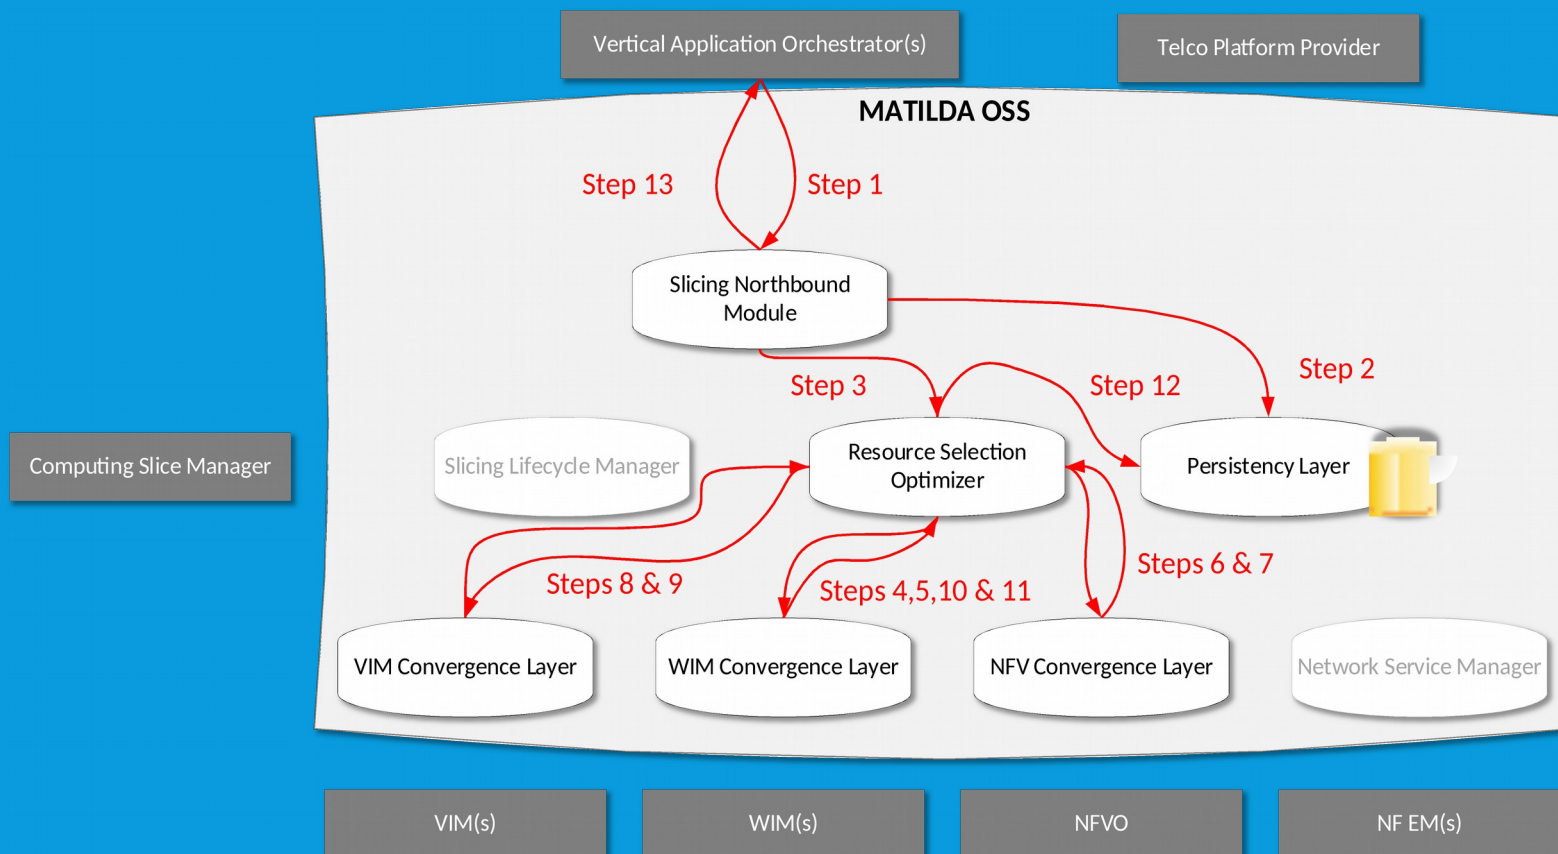 Vertical Application Orchestrator(s)
Telco Platform Provider
MATILDA OSS
Step 13
Step 1
Slicing Northbound
Module
Step 3
Step 12
Step 2
Computing Slice Manager
Slicing Lifecycle Manager
Resource Selection
Optimizer
Persistency Layer
Steps 8 & 9
Steps 4,5,10 & 11
Steps 6 & 7
VIM Convergence Layer
WIM Convergence Layer
NFV Convergence Layer
Network Service Manager
VIM(s)
WIM(s)
NFVO
NF EM(s)